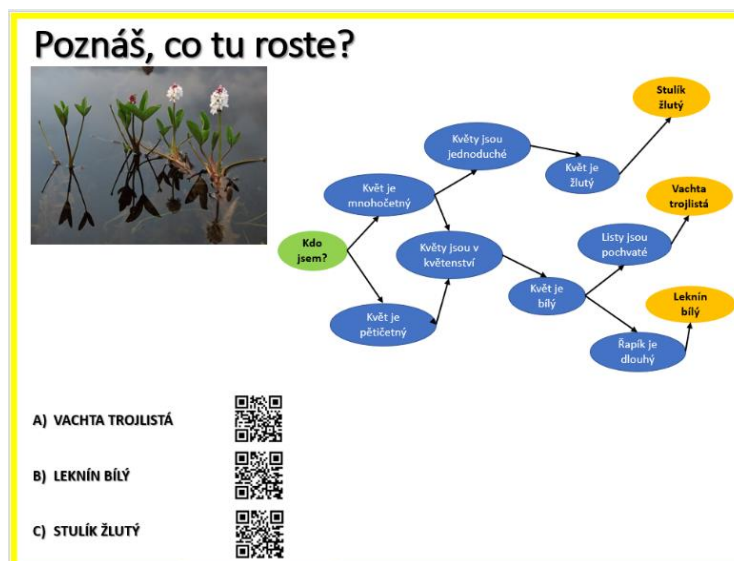 Poznáš, co tu roste?
Stulík
žlutý
Květy jsou
jednoduché
Květ je
žlutý
Květ je
mnohočetný
Vachta
trojlistá
Kdo
jsem?
Květy jsou v
květenství
Listy jsou
pochvaté
Květ je
bílý
Leknín
bílý
Květ je
pětičetný
Řapík je
dlouhý
A) VACHTA TROJLISTÁ
B) LEKNÍN BÍLÝ
C) STULÍK ŽLUTÝ